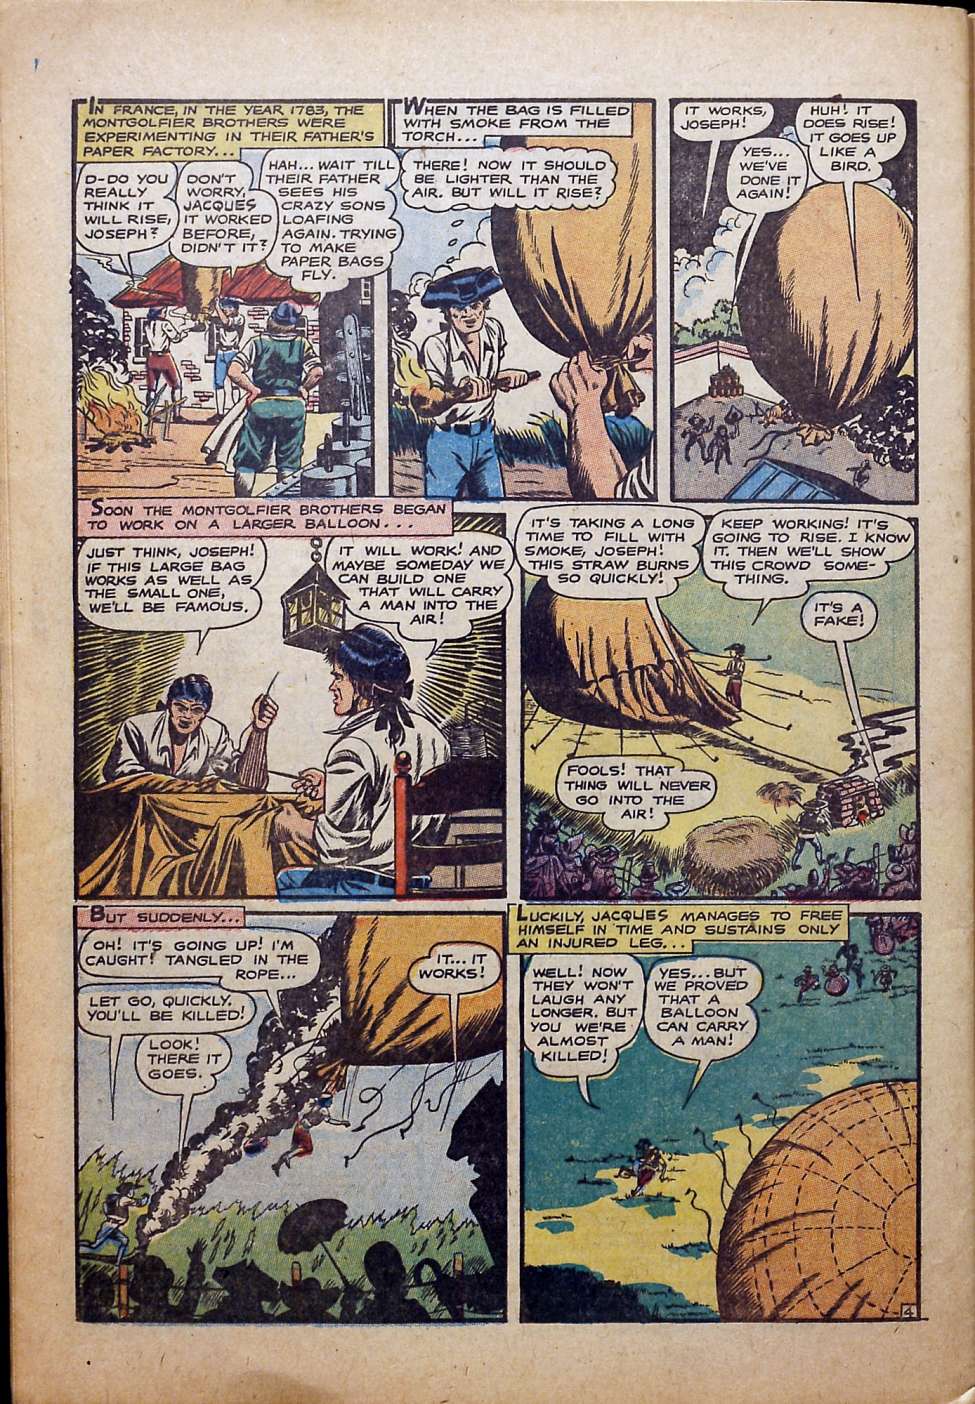 IN FRANCE, IN THE YEAR 1783, THE
MONTGOLFIER BROTHERS WERE
EXPERIMENTING IN THEIR FATHER'S
PAPER FACTORY...
D-DO YOU
REALLY
THINK IT
WILL RISE,
JOSEPH?
DON'T
WORRY,
JACQUES
IT WORKED
BEFORE,
DIDN'T IT?
HAH... WAIT TILL
THEIR FATHER
SEES HIS
CRAZY SONS
LOAFING
AGAIN. TRYING
TO MAKE
PAPER BAGS
FLY.
WHEN THE BAG IS FILLED
WITH SMOKE FROM THE
TORCH...
THERE! NOW IT SHOULD
BE LIGHTER THAN THE
AIR. BUT WILL IT RISE?
IT WORKS,
JOSEPH!
YES...
WE'VE
DONE IT
AGAIN!
HUH! IT
DOES RISE!
IT GOES UP
LIKE A
BIRD.
SOON THE MONTGOLFIER BROTHERS BEGAN
TO WORK ON A LARGER BALLOON...
JUST THINK, JOSEPH!
IF THIS LARGE BAG
WORKS AS WELL AS
THE SMALL ONE,
WE'LL BE FAMOUS.
IT WILL WORK! AND
MAYBE SOMEDAY WE
CAN BUILD ONE
THAT WILL CARRY
A MAN INTO THE
AIR!
IT'S TAKING A LONG
TIME TO FILL WITH
SMOKE, JOSEPH!
THIS STRAW BURNS
SO QUICKLY!
KEEP WORKING! IT'S
GOING TO RISE. I KNOW
IT. THEN WE'LL SHOW
THIS CROWD SOME-
THING.
IT'S A
FAKE!
FOOLS! THAT
THING WILL NEVER
GO INTO THE
AIR!
BUT SUDDENLY...
OH! IT'S GOING UP! I'M
CAUGHT! TANGLED IN THE
ROPE...
LET GO, QUICKLY.
YOU'LL BE KILLED!
LOOK!
THERE IT
GOES.
IT... IT
WORKS!
LUCKILY, JACQUES MANAGES TO FREE
HIMSELF IN TIME AND SUSTAINS ONLY
AN INJURED LEG...
WELL! NOW
THEY WON'T
LAUGH ANY
LONGER. BUT
YOU WE'RE
ALMOST
KILLED!
YES...BUT
WE PROVED
THAT A
BALLOON
CAN CARRY
A MAN!
4